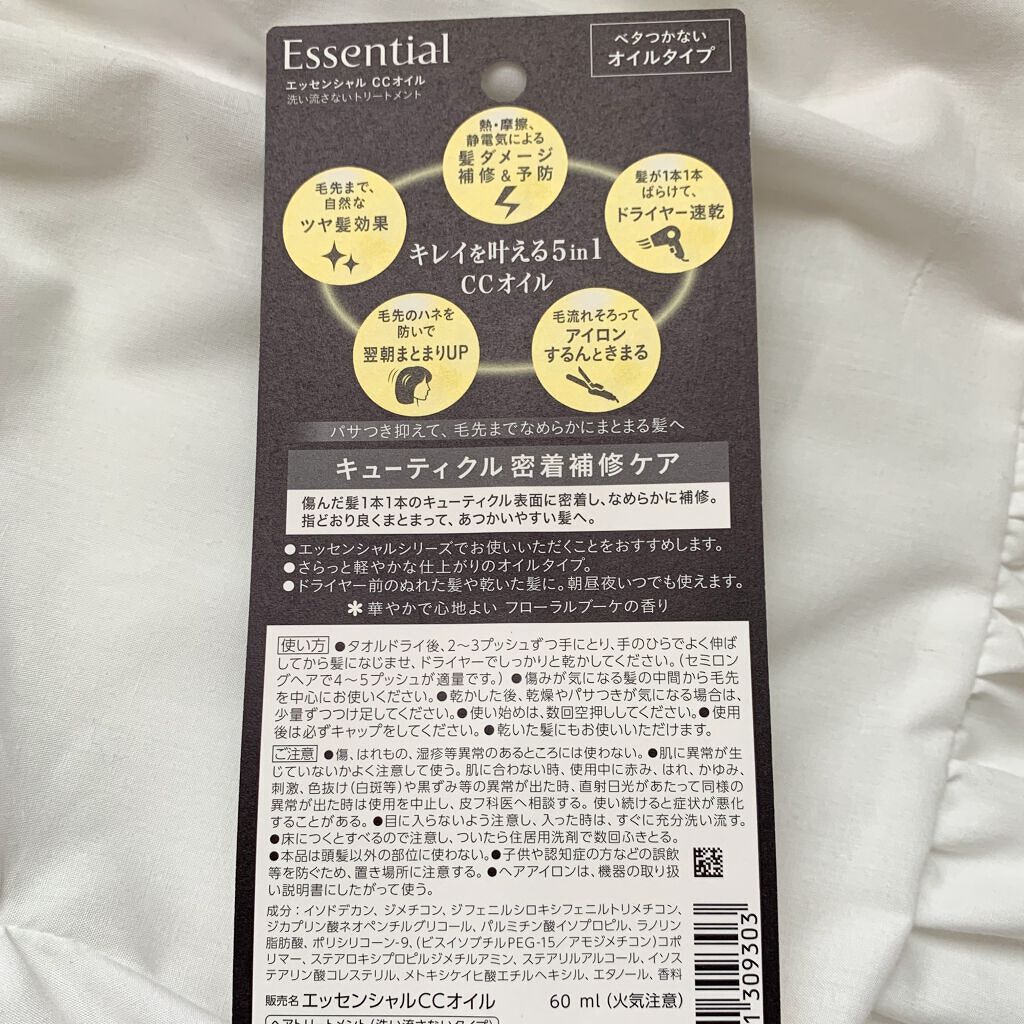 Essential
エッセンシャル CCオイル
洗い流さないトリートメント
ベタつかない
オイルタイプ
熱・摩擦、
静電気による
髪ダメージ
補修&予防
毛先まで、
自然な
ツヤ髪効果
髪が1本1本
ばらけて、
ドライヤー速乾
キレイを叶える5in1
CCオイル
毛先のハネを
防いで
翌朝まとまりUP
毛流れそろって
アイロン
するんときまる
パサつき抑えて、毛先までなめらかにまとまる髪へ
キューティクル 密着補修ケア
傷んだ髪1本1本のキューティクル表面に密着し、なめらかに補修。
指どおり良くまとまって、あつかいやすい髪へ。
●エッセンシャルシリーズでお使いいただくことをおすすめします。
●さらっと軽やかな仕上がりのオイルタイプ。
●ドライヤー前のぬれた髪や乾いた髪に。朝昼夜いつでも使えます。
＊華やかで心地よい フローラルブーケの香り
使い方 ●タオルドライ後、2〜3プッシュずつ手にとり、手のひらでよく伸ば
してから髪になじませ、ドライヤーでしっかりと乾かしてください。(セミロン
グヘアで4〜5プッシュが適量です。) ●傷みが気になる髪の中間から毛先
を中心にお使いください。●乾かした後、乾燥やパサつきが気になる場合は、
少量ずつつけ足してください。●使い始めは、数回空押ししてください。●使用
後は必ずキャップをしてください。 ●乾いた髪にもお使いいただけます。
ご注意 ●傷、はれもの、湿疹等異常のあるところには使わない。●肌に異常が生
じていないかよく注意して使う。肌に合わない時、使用中に赤み、はれ、かゆみ、
刺激、色抜け(白斑等)や黒ずみ等の異常が出た時、直射日光があたって同様の
異常が出た時は使用を中止し、皮フ科医へ相談する。使い続けると症状が悪化
することがある。●目に入らないよう注意し、入った時は、すぐに充分洗い流す。
●床につくとすべるので注意し、ついたら住居用洗剤で数回ふきとる。
●本品は頭髪以外の部位に使わない。●子供や認知症の方などの誤飲
等を防ぐため、置き場所に注意する。●ヘアアイロンは、機器の取り扱
い説明書にしたがって使う。
成分：イソドデカン、ジメチコン、ジフェニルシロキシフェニルトリメチコン、
ジカプリン酸ネオペンチルグリコール、パルミチン酸イソプロピル、ラノリン
脂肪酸、ポリシリコーン-9、(ビスイソブチルPEG-15／アモジメチコン)コポ
リマー、ステアロキシプロピルジメチルアミン、ステアリルアルコール、イソス
テアリン酸コレステリル、メトキシケイヒ酸エチルヘキシル、エタノール、香料
販売名 エッセンシャルCCオイル 60 ml (火気注意)
ヘアトリートメント(洗い流さないタイプ)
1309303